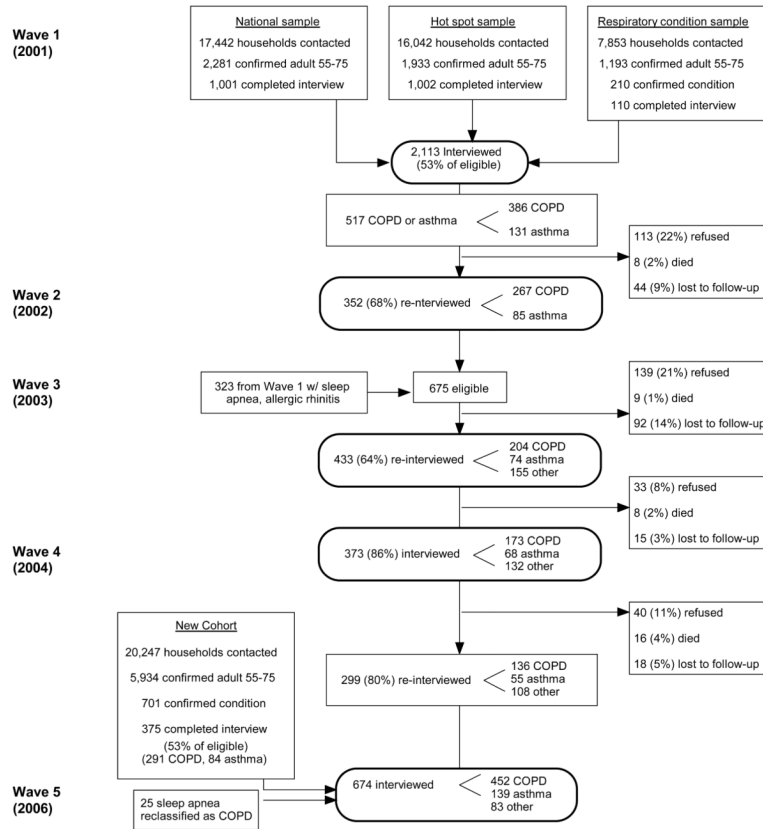 Wave 1
(2001)
National sample
17,442 households contacted
2,281 confirmed adult 55-75
1,001 completed interview
Hot spot sample
16,042 households contacted
1,933 confirmed adult 55-75
1,002 completed interview
Respiratory condition sample
7,853 households contacted
1,193 confirmed adult 55-75
210 confirmed condition
110 completed interview
2,113 Interviewed
(53% of eligible)
517 COPD or asthma
386 COPD
131 asthma
113 (22%) refused
8 (2%) died
44 (9%) lost to follow-up
Wave 2
(2002)
352 (68%) re-nterviewed
267 COPD
85 asthma
Wave 3
(2003)
323 from Wave 1 w/ sleep
apnea, allergic rhinitis
675 eligible
139 (21%) refused
9 (1%) died
92 (14%) lost to follow-up
433 (64%) re-interviewed
204 COPD
74 asthma
155 other
33 (8%) refused
8 (2%) died
15 (3%) lost to follow-up
Wave 4
(2004)
373 (86%) interviewed
173 COPD
68 asthma
132 other
40 (11%) refused
16 (4%) died
18 (5%) lost to follow-up
New Cohort
20,247 households contacted
5,934 confirmed adult 55-75
701 confirmed condition
375 completed interview
(53% of eligible)
(291 COPD, 84 asthma)
299 (80%) re-interviewed
136 COPD
55 asthma
108 other
Wave 5
(2006)
674 interviewed
452 COPD
139 asthma
83 other
25 sleep apnea
reclassified as COPD